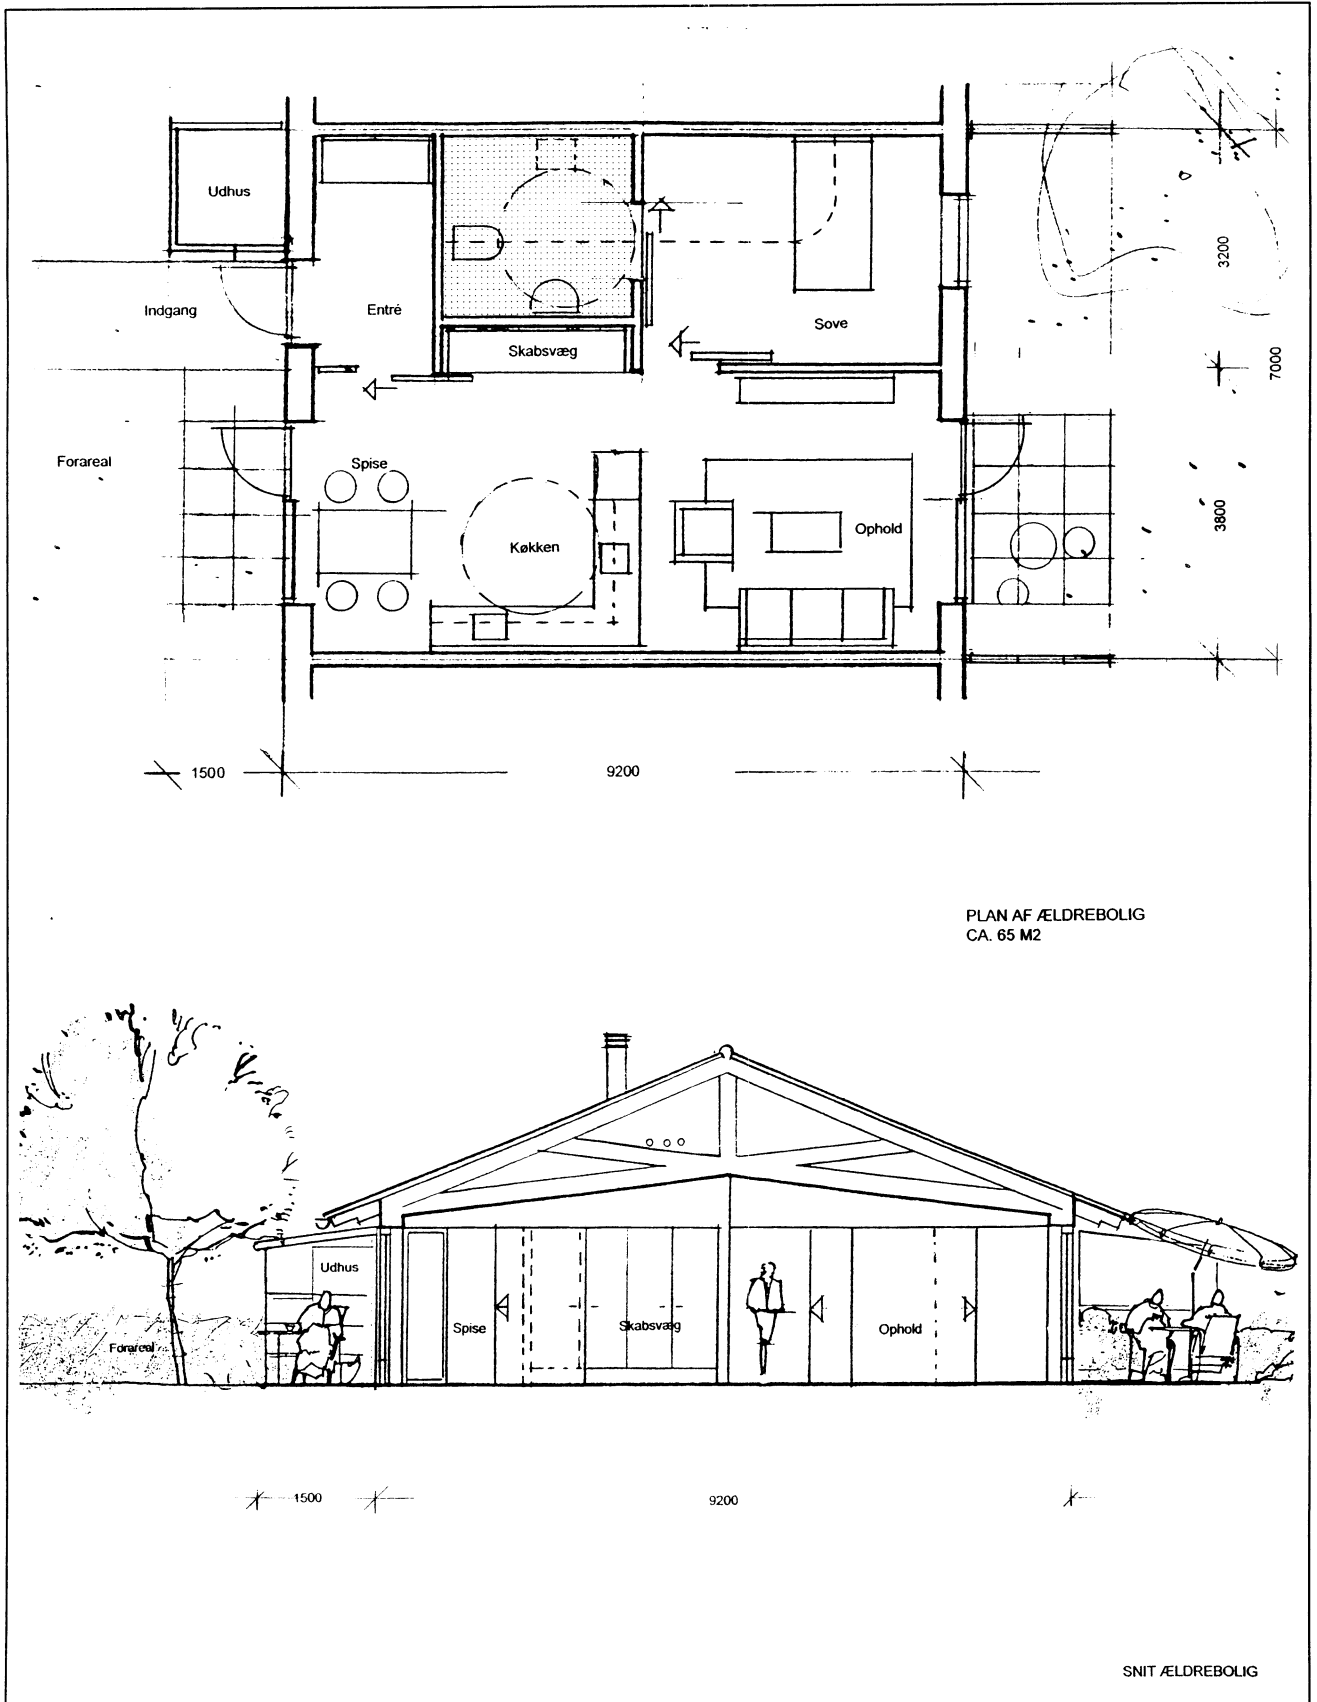 Udhus
Indgang
Entré
Skabsvæg
Sove
3200
7000
Forareal
Spise
Køkken
Ophold
3800
1500
9200
PLAN AF ÆLDREBOLIG
CA. 65 M2
Udhus
Forareal
Spise
Skabsvæg
Ophold
1500
9200
SNIT ÆLDREBOLIG